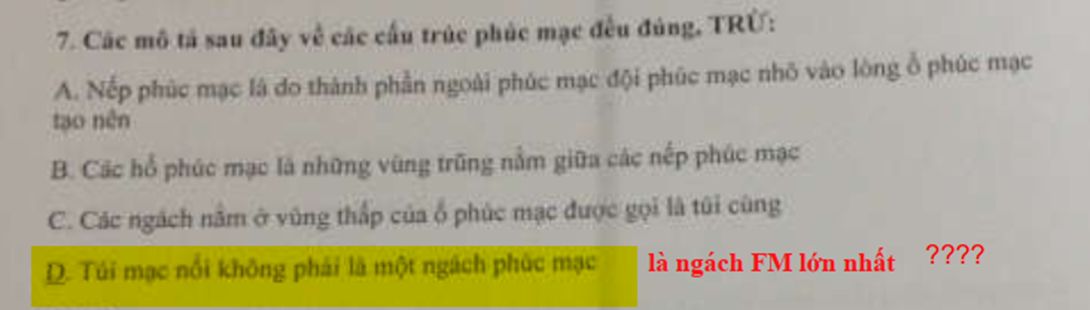 7. Các mô tả sau đây về các cấu trúc phúc mạc đều đúng, TRỪ:
A. Nếp phúc mạc là do thành phần ngoài phúc mạc đội phúc mạc nhô vào lòng ổ phúc mạc
tạo nên
B. Các hố phúc mạc là những vùng trũng nằm giữa các nếp phúc mạc
C. Các ngách nằm ở vùng thấp của ổ phúc mạc được gọi là túi cùng
D. Túi mạc nối không phải là một ngách phúc mạc là ngách FM lớn nhất ????